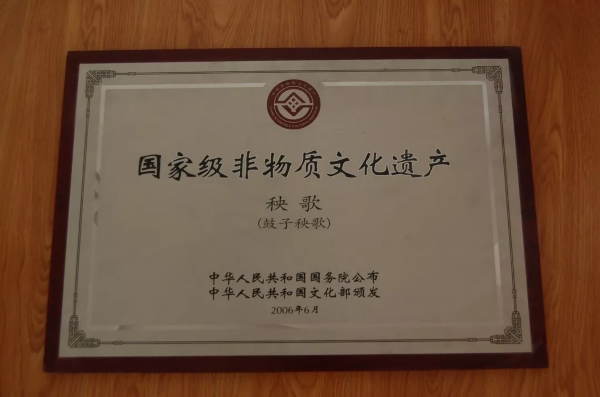 国家级非物质文化遗产
秧歌
(鼓子秧歌)
中华人民共和国国务院公布
中华人民共和国文化部颁发
2006年6月